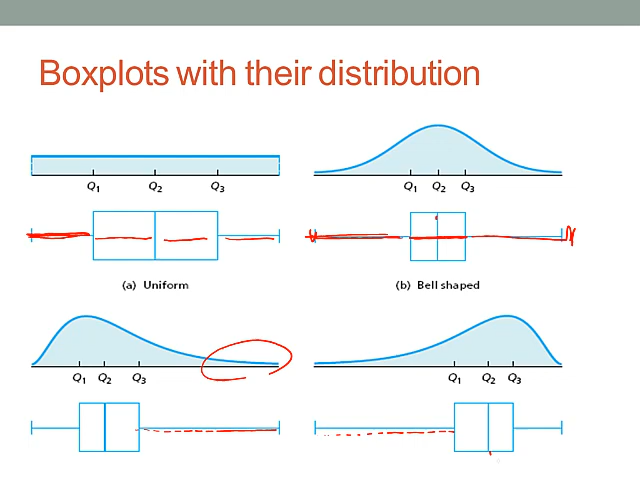 Boxplots with their distribution
Q1 Q2 Q3
Q1 Q2 Q3
(a) Uniform
(b) Bell shaped
Q1 Q2 Q3
Q1 Q2 Q3